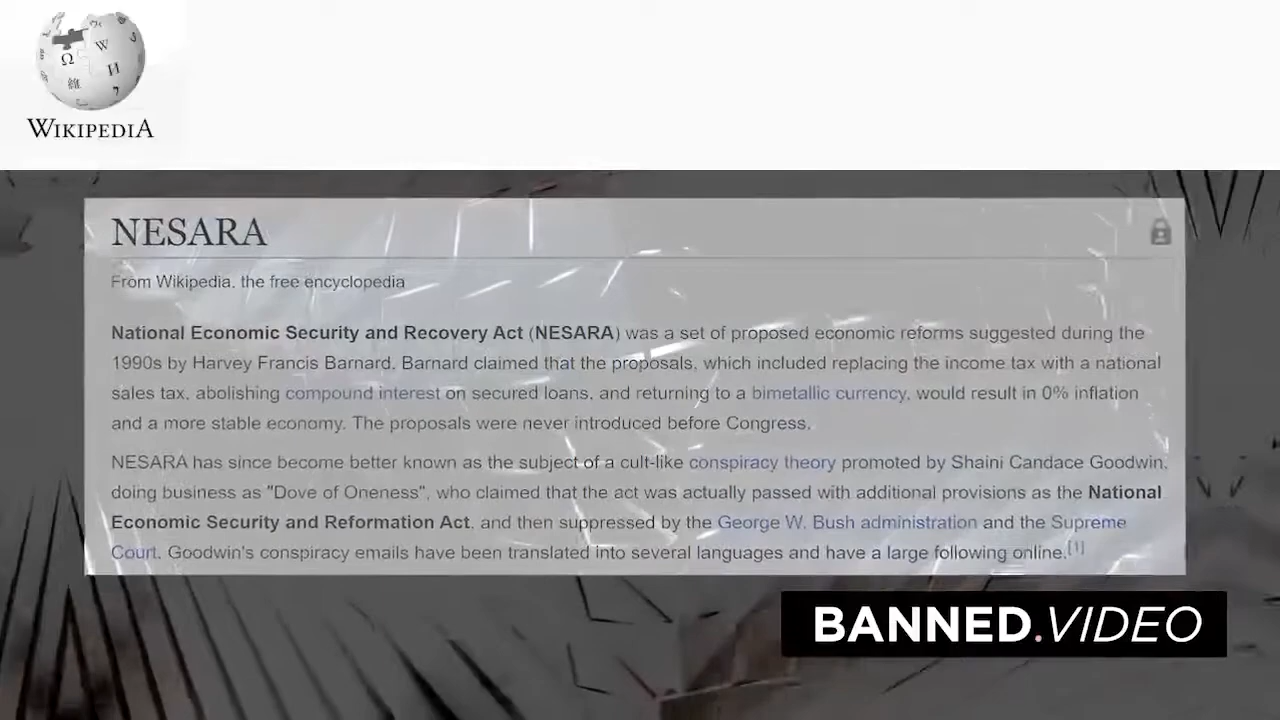 WIKIPEDIA
NESARA
From Wikipedia, the free encyclopedia
National Economic Security and Recovery Act (NESARA) was a set of proposed economic reforms suggested during the
1990s by Harvey Francis Barnard. Barnard claimed that the proposals, which included replacing the income tax with a national
sales tax, abolishing compound interest on secured loans, and returning to a bimetallic currency, would result in 0% inflation
and a more stable economy. The proposals were never introduced before Congress.
NESARA has since become better known as the subject of a cult-like conspiracy theory promoted by Shaini Candace Goodwin,
doing business as "Dove of Oneness", who claimed that the act was actually passed with additional provisions as the National
Economic Security and Reformation Act, and then suppressed by the George W. Bush administration and the Supreme
Court. Goodwin's conspiracy emails have been translated into several languages and have a large following online.[1]
BANNED.VIDEO